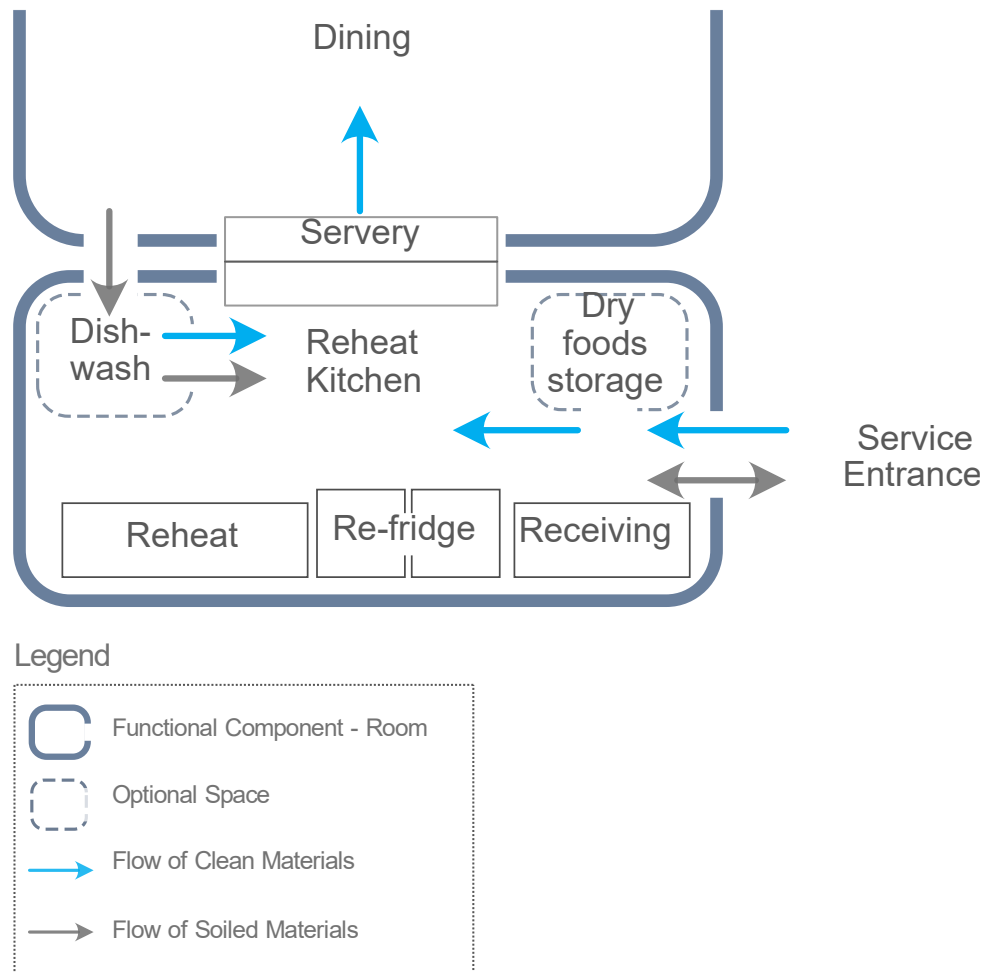 Dining
Servery
Dish-
wash
Reheat
Kitchen
Dry
foods
storage
Service
Entrance
Reheat
Re-fridge
Receiving
Legend
Functional Component - Room
Optional Space
Flow of Clean Materials
Flow of Soiled Materials